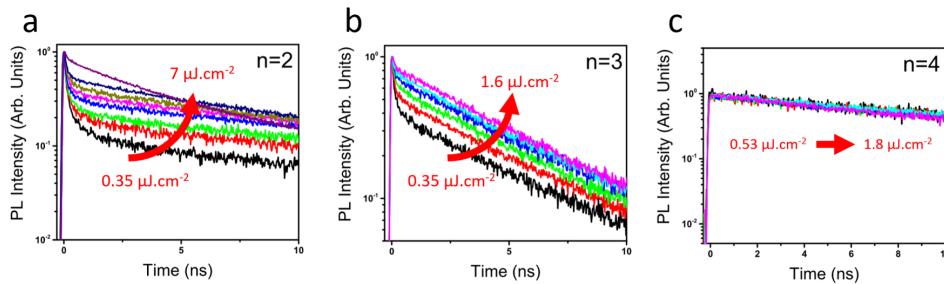 a
b
c
n=2
n=3
n=4
7 µJ.cm-2
0.35 µJ.cm-2
1.6 µJ.cm-2
0.35 µJ.cm-2
0.53 µJ.cm-2
1.8 µJ.cm-2
PL Intensity (Arb. Units)
10⁰
10⁻¹
10⁻²
0
5
10
Time (ns)
PL Intensity (Arb. Units)
10⁰
10⁻¹
0
5
10
Time (ns)
PL Intensity (Arb. Units)
10⁰
10⁻¹
10⁻²
0
2
4
6
8
Time (ns)